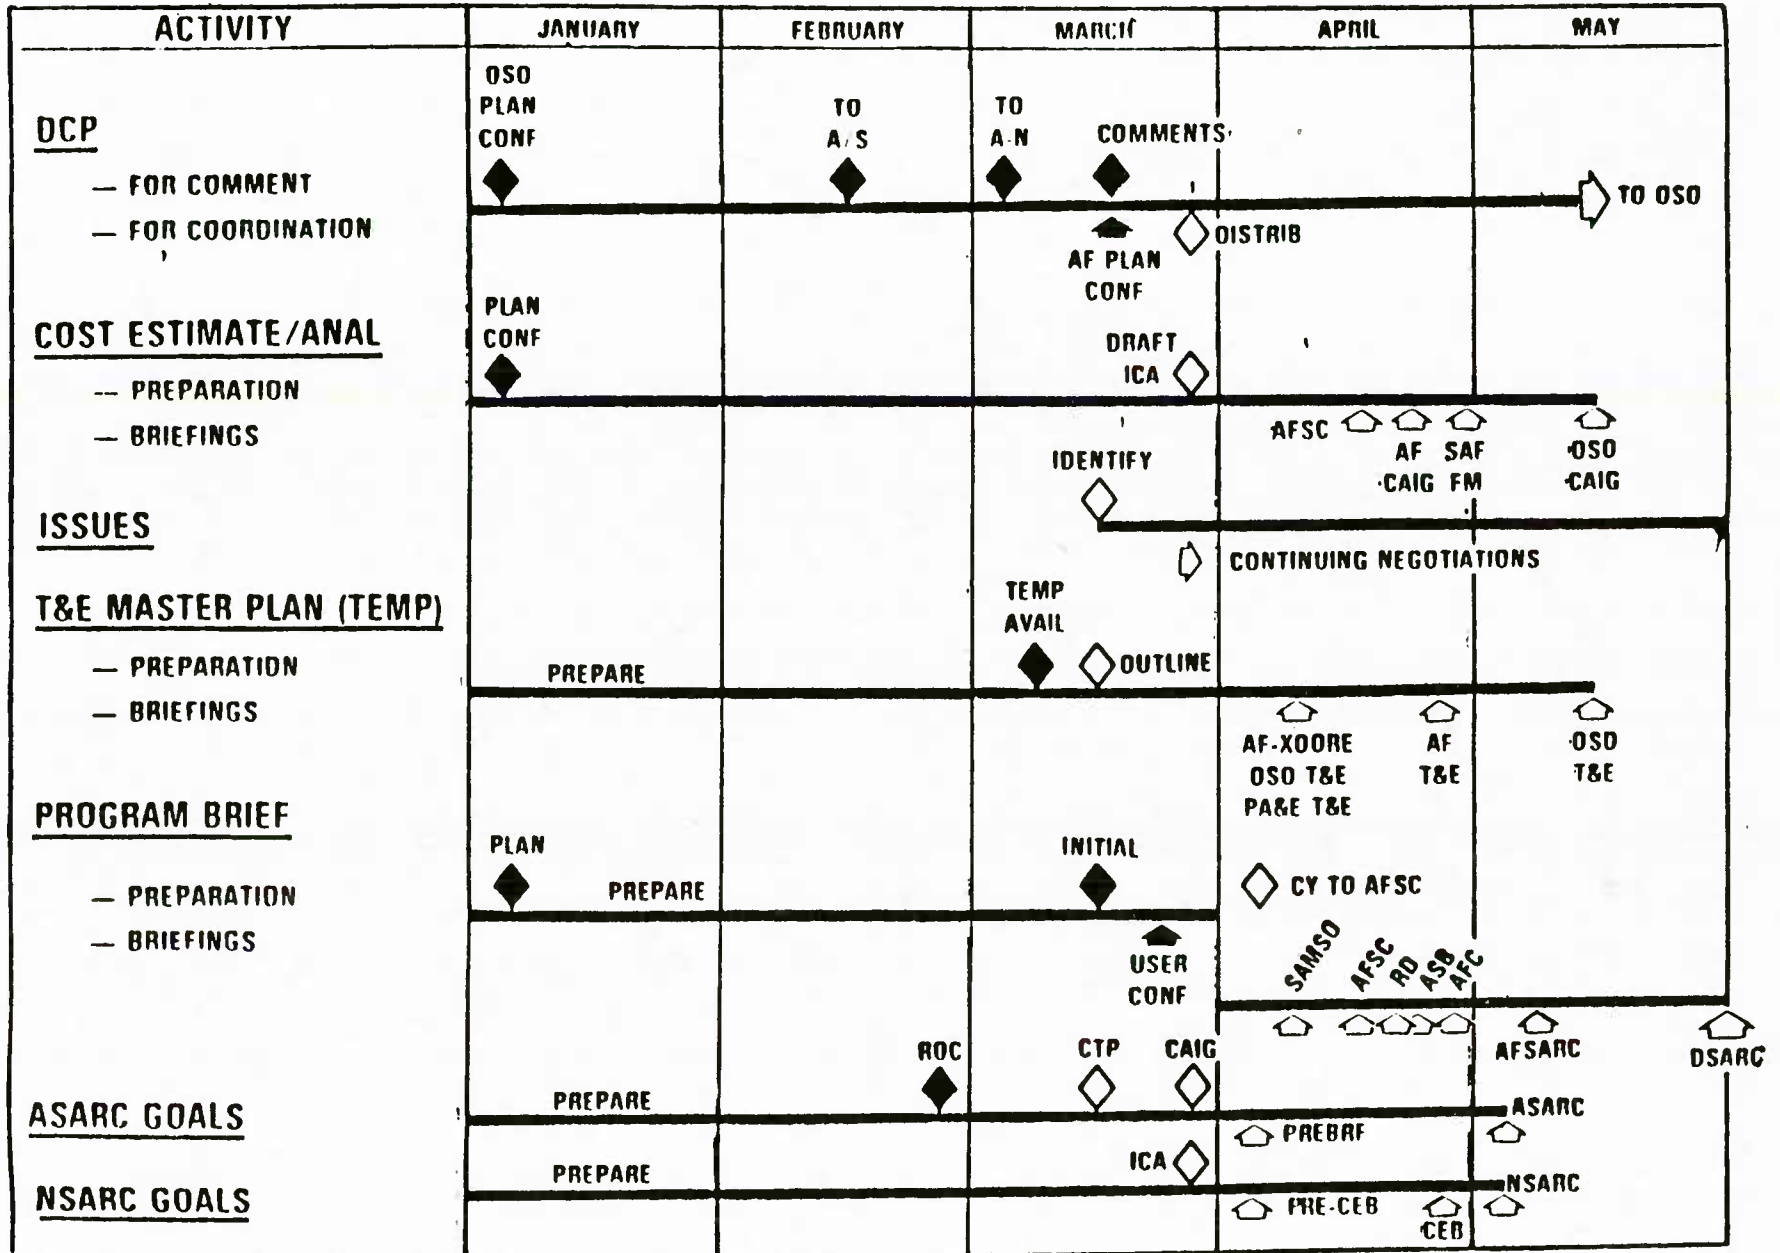 ACTIVITY JANUARY FEBRUARY MARCH APRIL MAY
OSO
PLAN
CONF
TO
A/S
TO
A-N
COMMENTS
DCP
— FOR COMMENT
— FOR COORDINATION
TO OSO
DISTRIB
AF PLAN
CONF
PLAN
CONF
DRAFT
ICA
COST ESTIMATE/ANAL
-- PREPARATION
— BRIEFINGS
AFSC
AF
CAIG
SAF
FM
OSO
CAIG
IDENTIFY
ISSUES
CONTINUING NEGOTIATIONS
T&E MASTER PLAN (TEMP)
— PREPARATION
— BRIEFINGS
PREPARE
TEMP
AVAIL
OUTLINE
AF-XOORE
OSO T&E
PA&E T&E
AF
T&E
OSD
T&E
PROGRAM BRIEF
— PREPARATION
— BRIEFINGS
PLAN
PREPARE
INITIAL
CY TO AFSC
USER
CONF
SAMSO
AFSC
RD
ASB
AFC
AFSARC
DSARC
ASARC GOALS
PREPARE
ROC
CTP
CAIG
ASARC
PREBRF
NSARC GOALS
PREPARE
ICA
NSARC
PRE-CEB
CEB